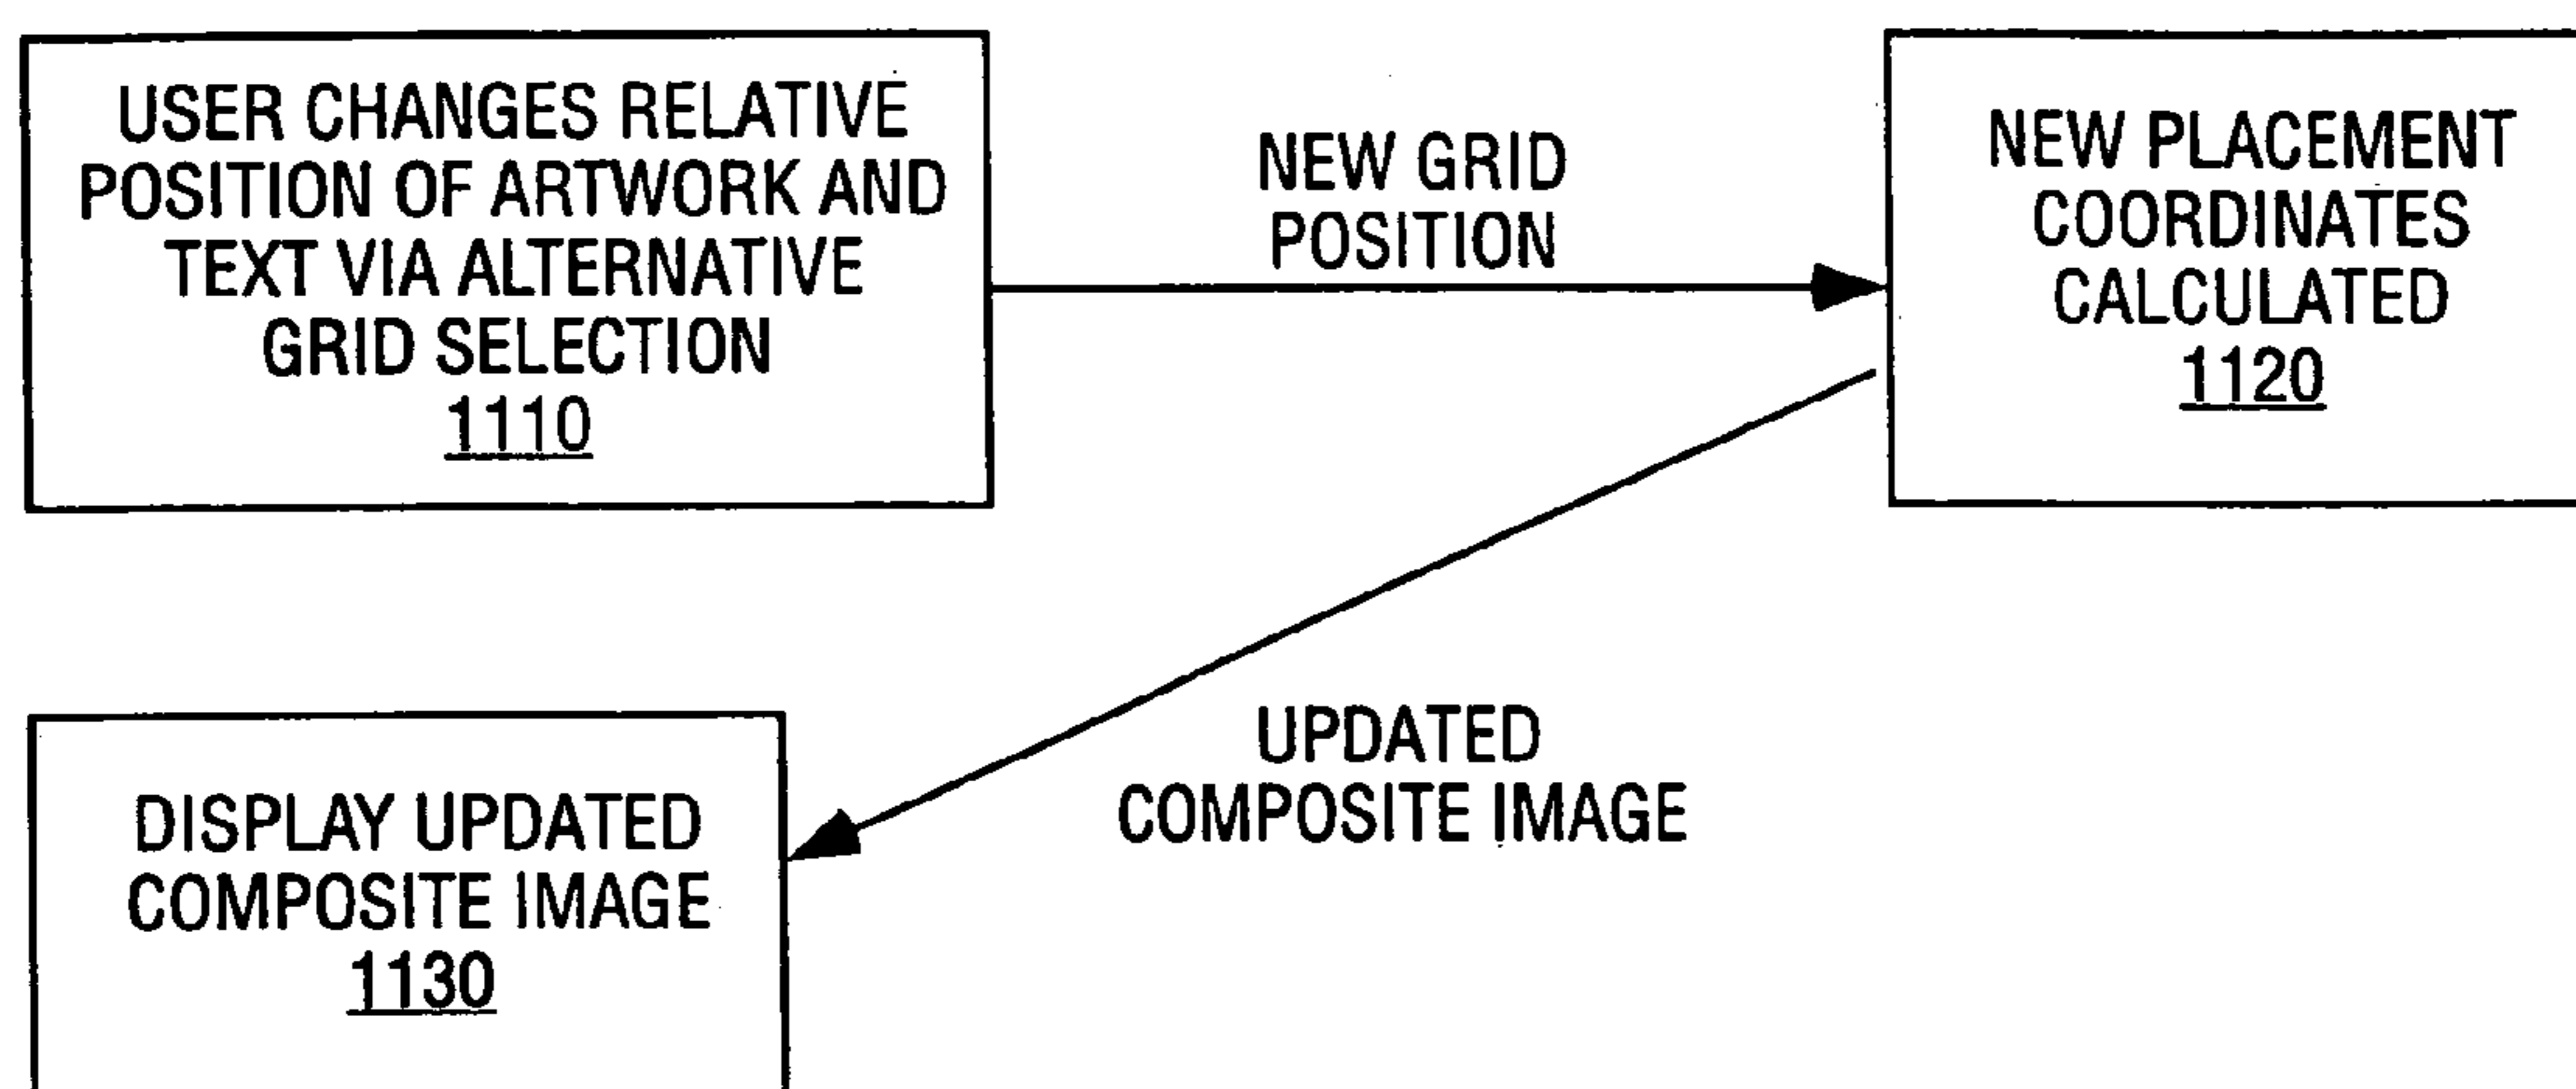 USER CHANGES RELATIVE
POSITION OF ARTWORK AND
TEXT VIA ALTERNATIVE
GRID SELECTION
1110
NEW GRID
POSITION
NEW PLACEMENT
COORDINATES
CALCULATED
1120
UPDATED
COMPOSITE IMAGE
DISPLAY UPDATED
COMPOSITE IMAGE
1130